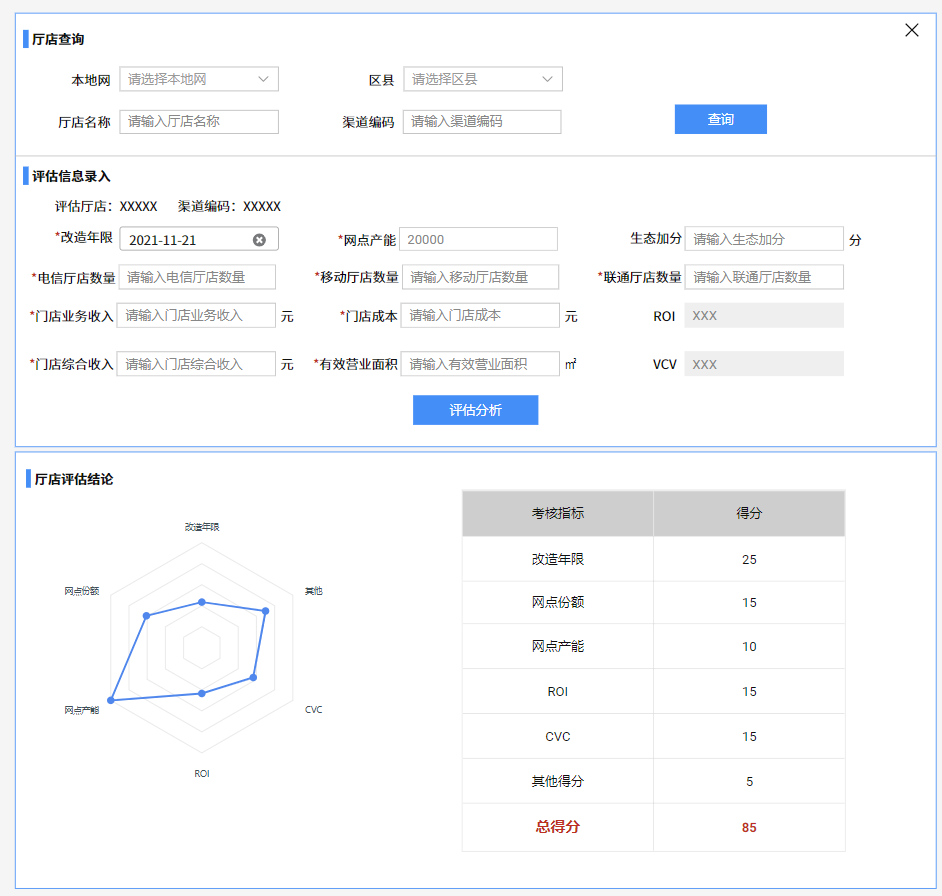 厅店查询
本地网 请选择本地网 区县 请选择区县
厅店名称 请输入厅店名称 渠道编码 请输入渠道编码 查询
评估信息录入
评估厅店：XXXXX 渠道编码：XXXXX
*改造年限 2021-11-21 *网点产能 20000 生态加分 请输入生态加分 分
*电信厅店数量 请输入电信厅店数量 *移动厅店数量 请输入移动厅店数量 *联通厅店数量 请输入联通厅店数量
*门店业务收入 请输入门店业务收入 元 *门店成本 请输入门店成本 元 ROI XXX
*门店综合收入 请输入门店综合收入 元 *有效营业面积 请输入有效营业面积 ㎡ VCV XXX
评估分析
厅店评估结论
改造年限
网点份额 其他
网点产能 CVC
ROI
考核指标 得分
改造年限 25
网点份额 15
网点产能 10
ROI 15
CVC 15
其他得分 5
总得分 85